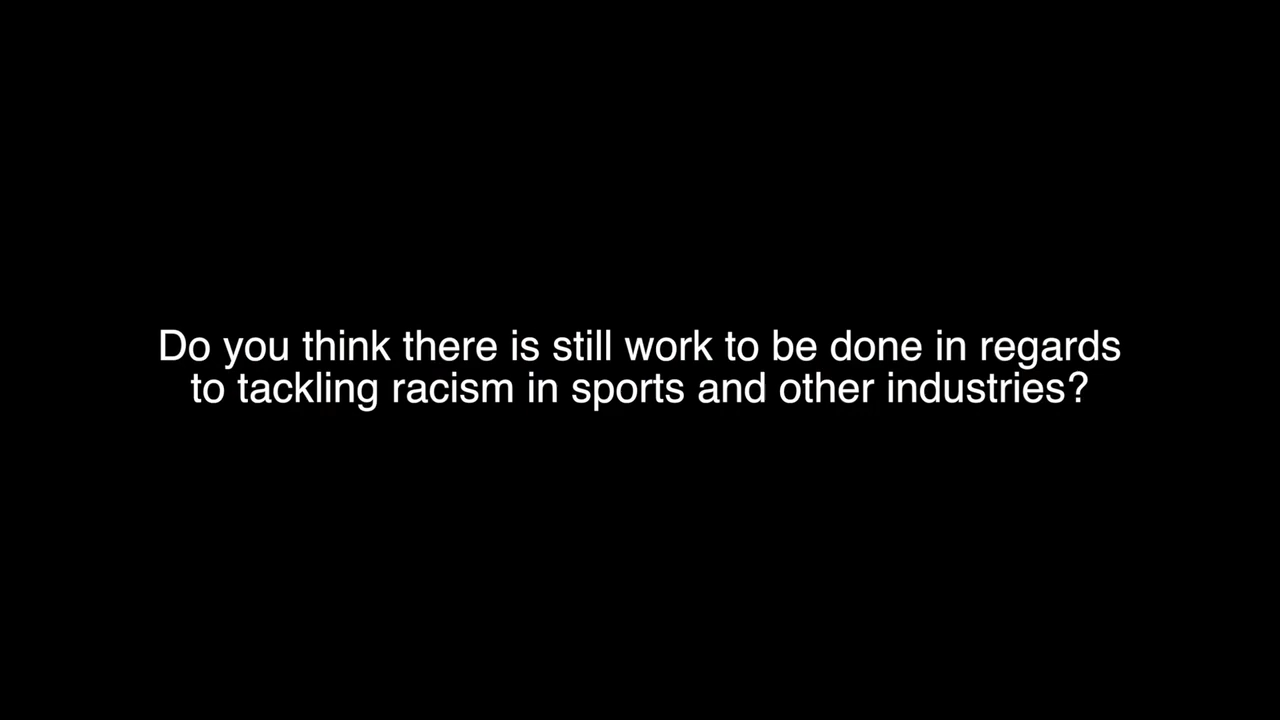 Do you think there is still work to be done in regards
to tackling racism in sports and other industries?